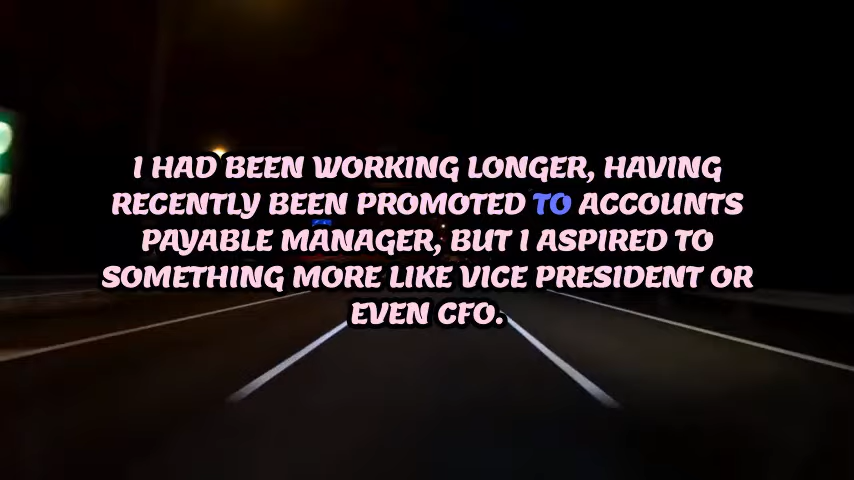 I HAD BEEN WORKING LONGER, HAVING
RECENTLY BEEN PROMOTED TO ACCOUNTS
PAYABLE MANAGER, BUT I ASPIRED TO
SOMETHING MORE LIKE VICE PRESIDENT OR
EVEN CFO.